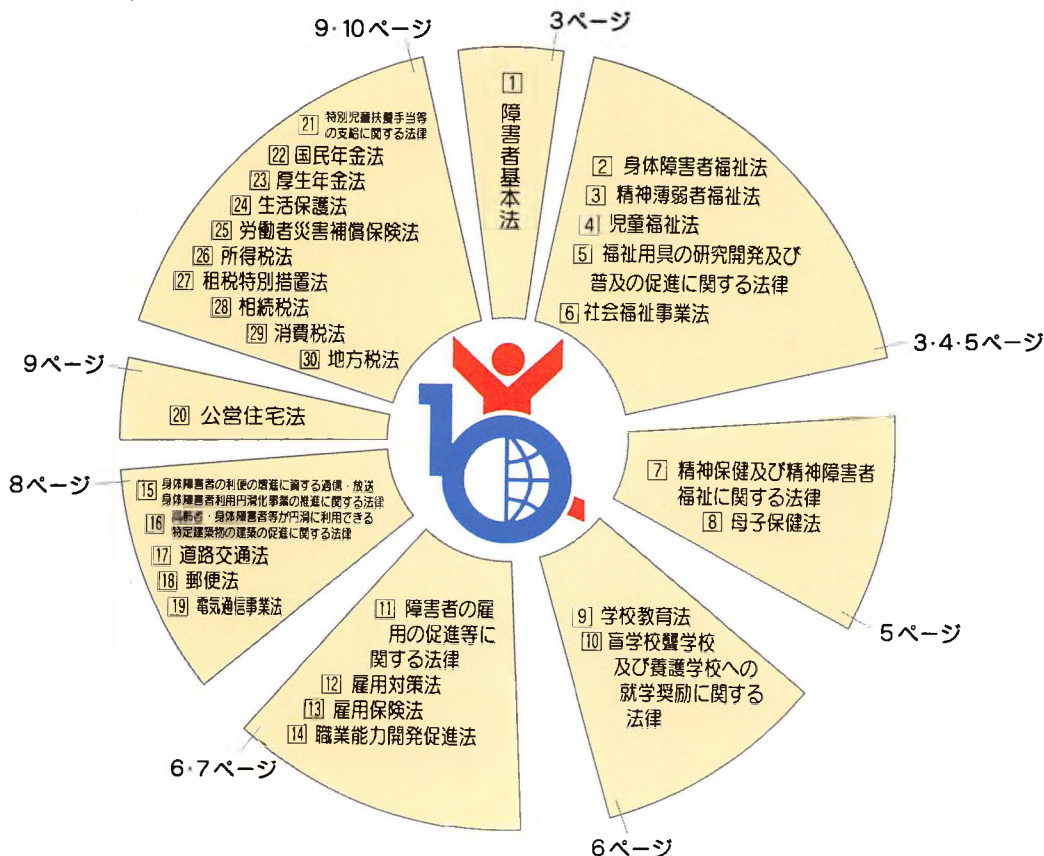 3ページ
1 障害者基本法
2 身体障害者福祉法
3 精神薄弱者福祉法
4 児童福祉法
5 福祉用具の研究開発及び
普及の促進に関する法律
6 社会福祉事業法
3・4・5ページ
7 精神保健及び精神障害者
福祉に関する法律
8 母子保健法
5ページ
9 学校教育法
10 盲学校聾学校
及び養護学校への
就学奨励に関する
法律
6ページ
11 障害者の雇
用の促進等に
関する法律
12 雇用対策法
13 雇用保険法
14 職業能力開発促進法
6・7ページ
15 身体障害者の利便の増進に資する通信・放送
身体障害者利用円滑化事業の推進に関する法律
16 高齢者・身体障害者等が円滑に利用できる
特定建築物の建築の促進に関する法律
17 道路交通法
18 郵便法
19 電気通信事業法
8ページ
20 公営住宅法
9ページ
21 特別児童扶養手当等
の支給に関する法律
22 国民年金法
23 厚生年金法
24 生活保護法
25 労働者災害補償保険法
26 所得税法
27 租税特別措置法
28 相続税法
29 消費税法
30 地方税法
9・10ページ